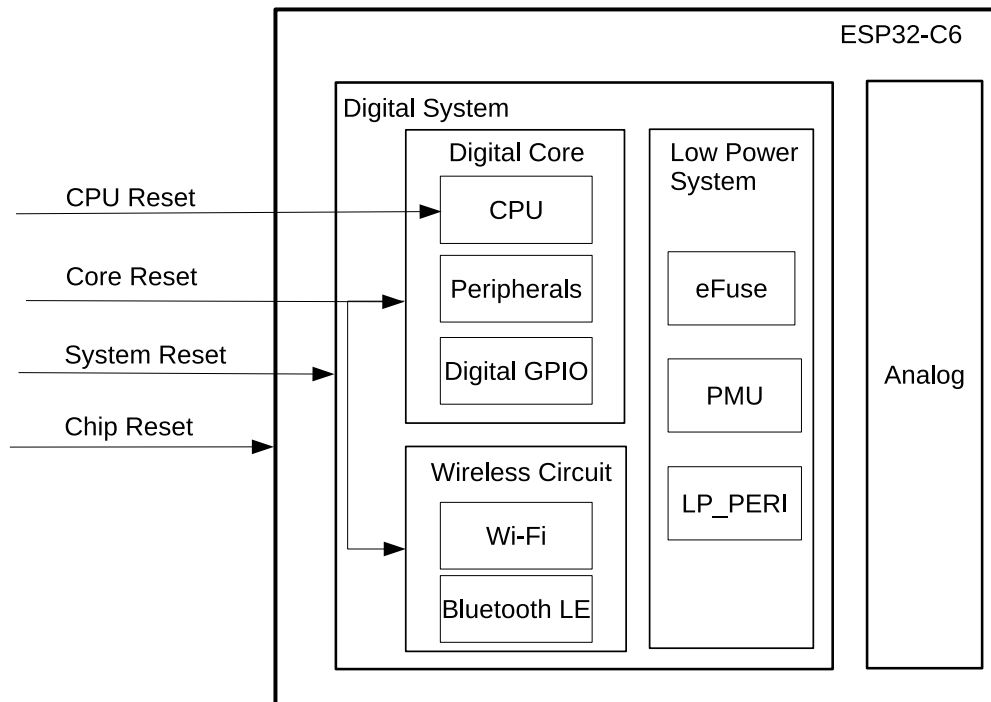 ESP32-C6
Digital System
Digital Core
Low Power
System
CPU Reset
CPU
Core Reset
Peripherals
eFuse
System Reset
Digital GPIO
PMU
Analog
Chip Reset
Wireless Circuit
LP_PERI
Wi-Fi
Bluetooth LE